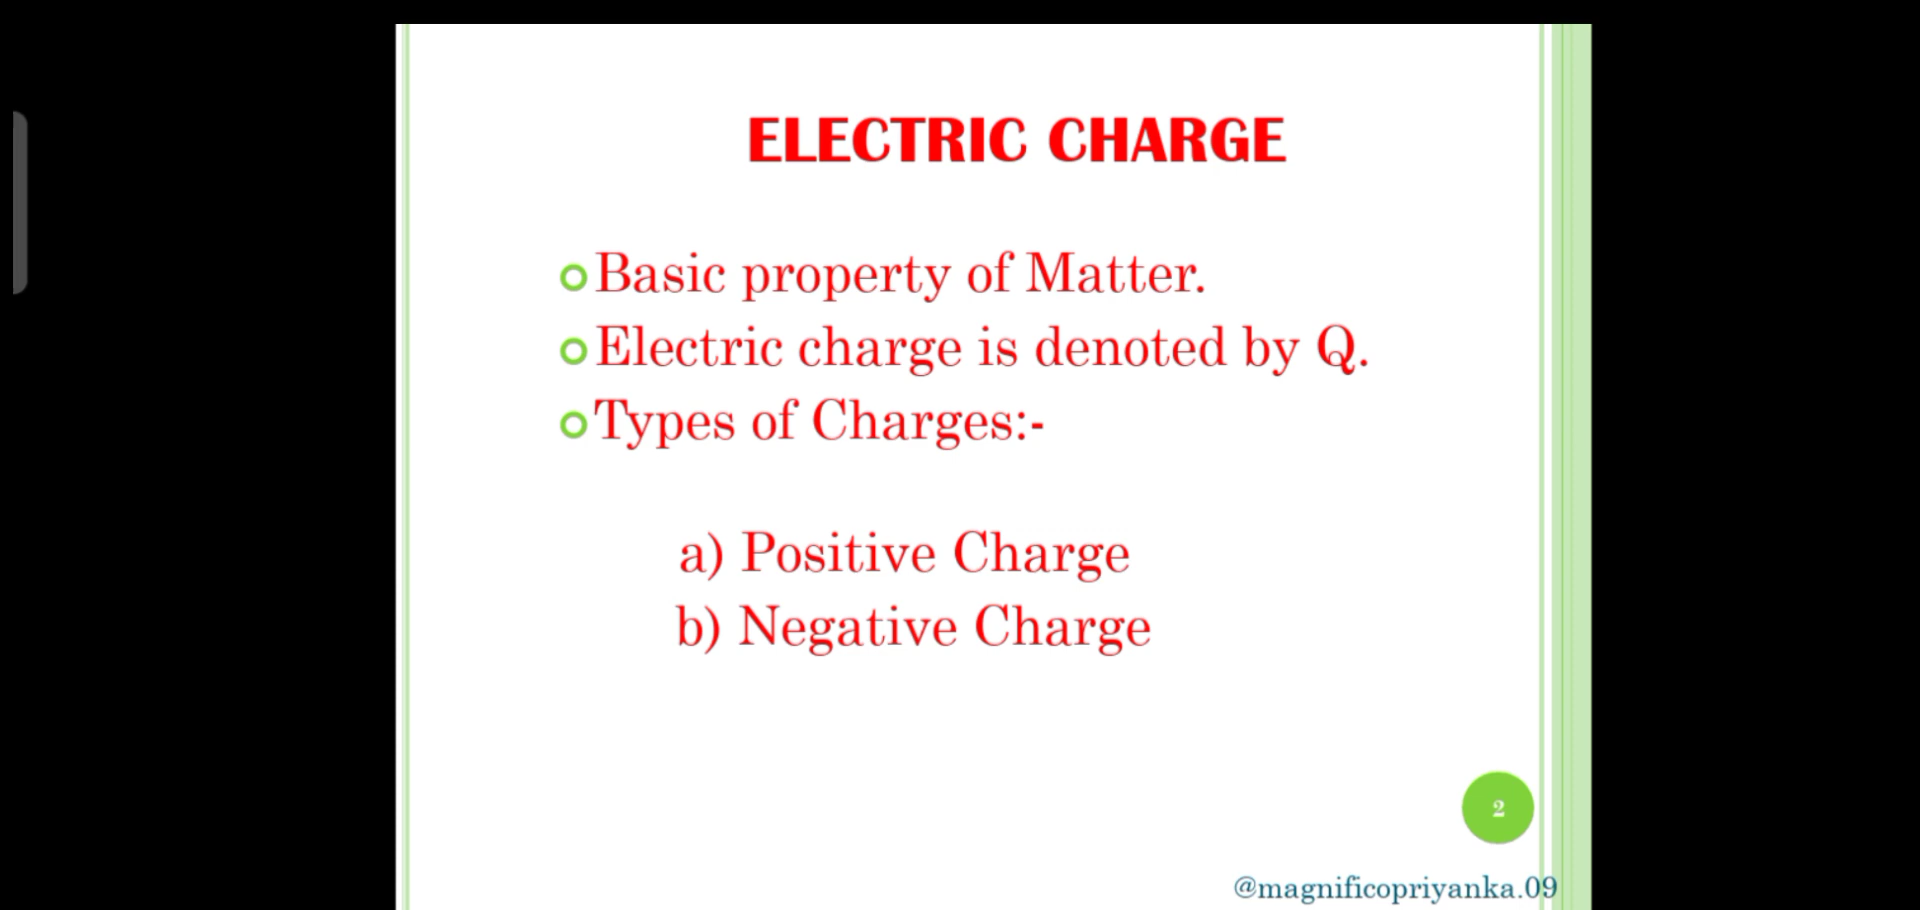 ELECTRIC CHARGE
Basic property of Matter.
Electric charge is denoted by Q.
Types of Charges:-
a) Positive Charge
b) Negative Charge
2
@magnificopriyanka.09